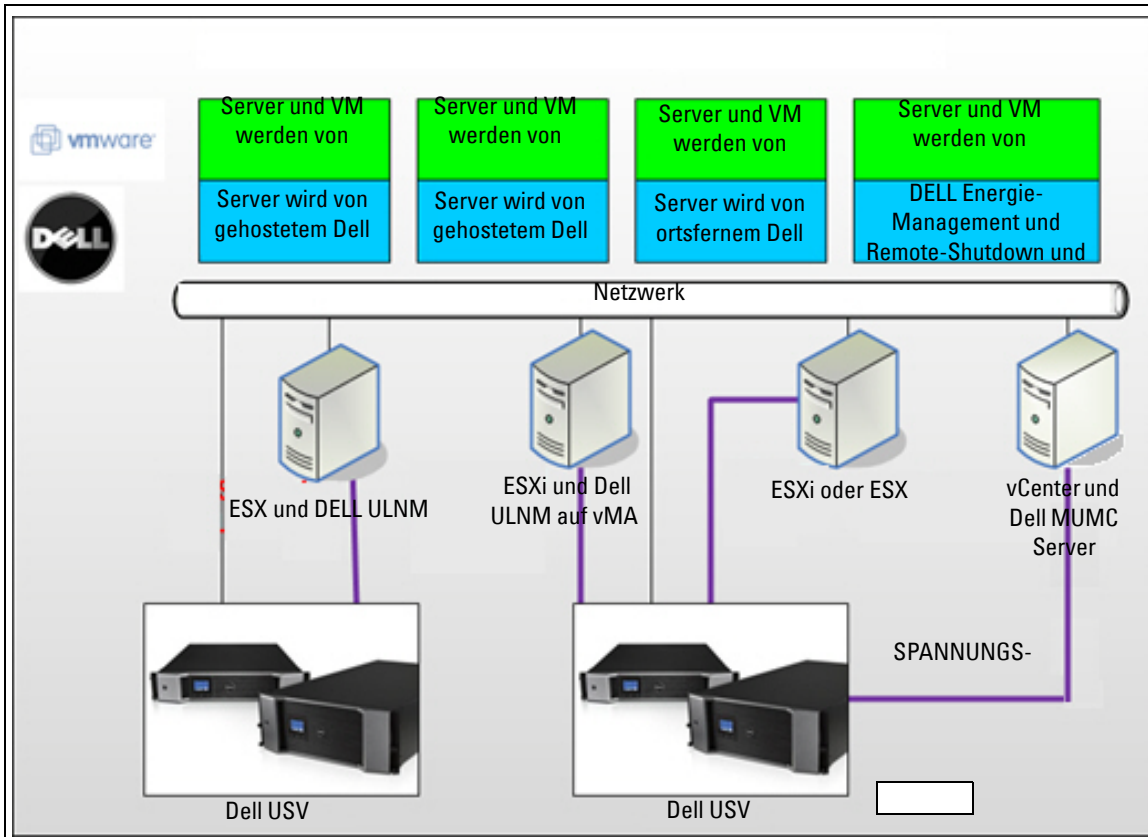 Server und VM
werden von
Server und VM
werden von
Server und VM
werden von
Server und VM
werden von
vmware
DELL
Server wird von
gehostetem Dell
Server wird von
gehostetem Dell
Server wird von
ortsfernem Dell
DELL Energie-
Management und
Remote-Shutdown und
Netzwerk
ESX und DELL ULNM
ESXi und Dell
ULNM auf vMA
ESXi oder ESX
vCenter und
Dell MUMC
Server
SPANNUNGS-
Dell USV
Dell USV